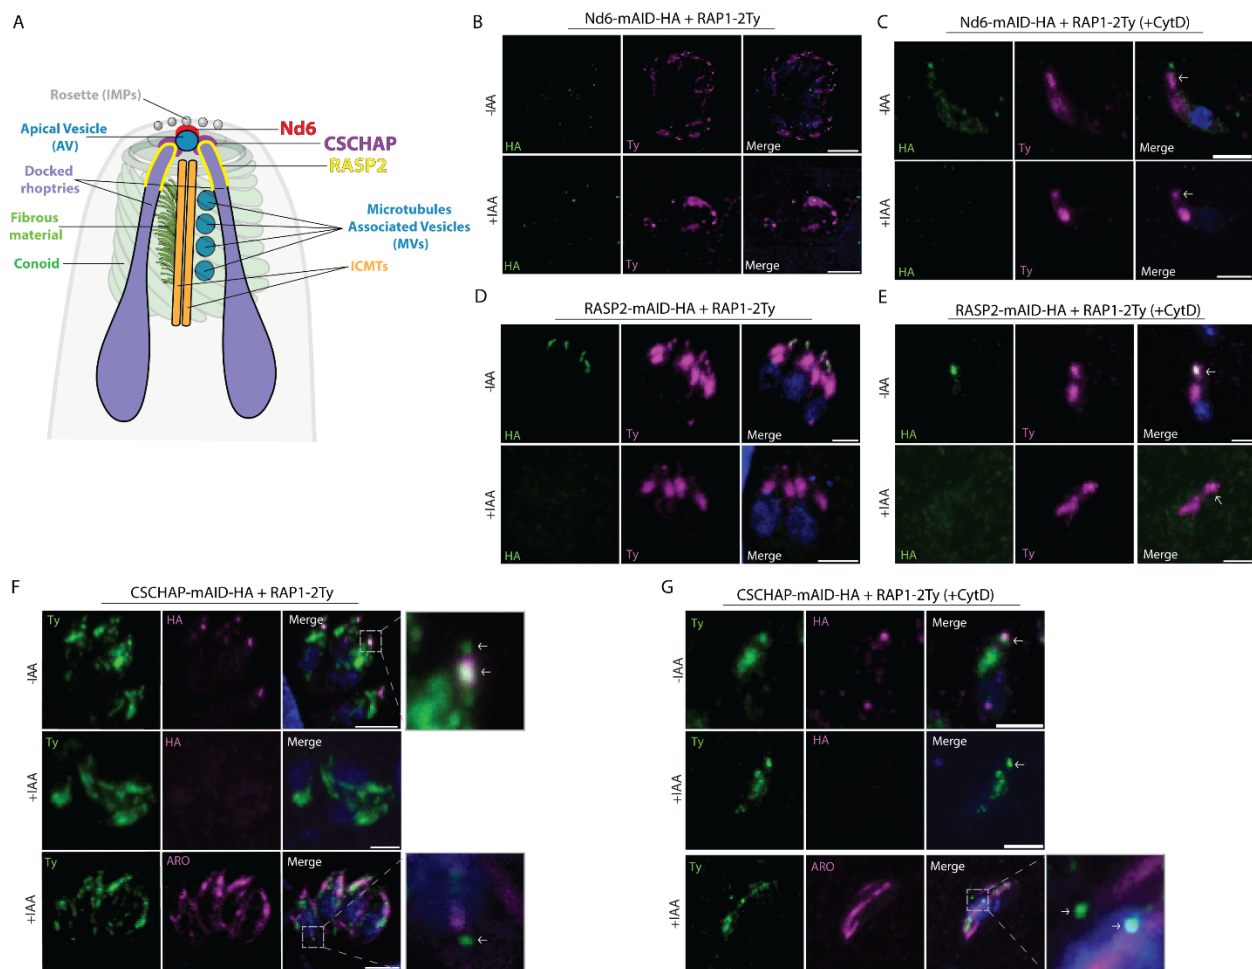 A
Rosette (IMPs)
Apical Vesicle
(AV)
Docked
rhoptries
Fibrous
material
Conoid
Nd6
CSCHAP
RASP2
Microtubules
Associated Vesicles
(MVs)
ICMTs
B
Nd6-mAID-HA + RAP1-2Ty
-IAA
HA
Ty
Merge
+IAA
HA
Ty
Merge
C
Nd6-mAID-HA + RAP1-2Ty (+CytD)
-IAA
HA
Ty
Merge
+IAA
HA
Ty
Merge
D
RASP2-mAID-HA + RAP1-2Ty
-IAA
HA
Ty
Merge
+IAA
HA
Ty
Merge
E
RASP2-mAID-HA + RAP1-2Ty (+CytD)
-IAA
HA
Ty
Merge
+IAA
HA
Ty
Merge
F
CSCHAP-mAID-HA + RAP1-2Ty
-IAA
Ty
HA
Merge
+IAA
Ty
HA
Merge
+IAA
Ty
ARO
Merge
G
CSCHAP-mAID-HA + RAP1-2Ty (+CytD)
-IAA
Ty
HA
Merge
+IAA
Ty
HA
Merge
+IAA
Ty
ARO
Merge